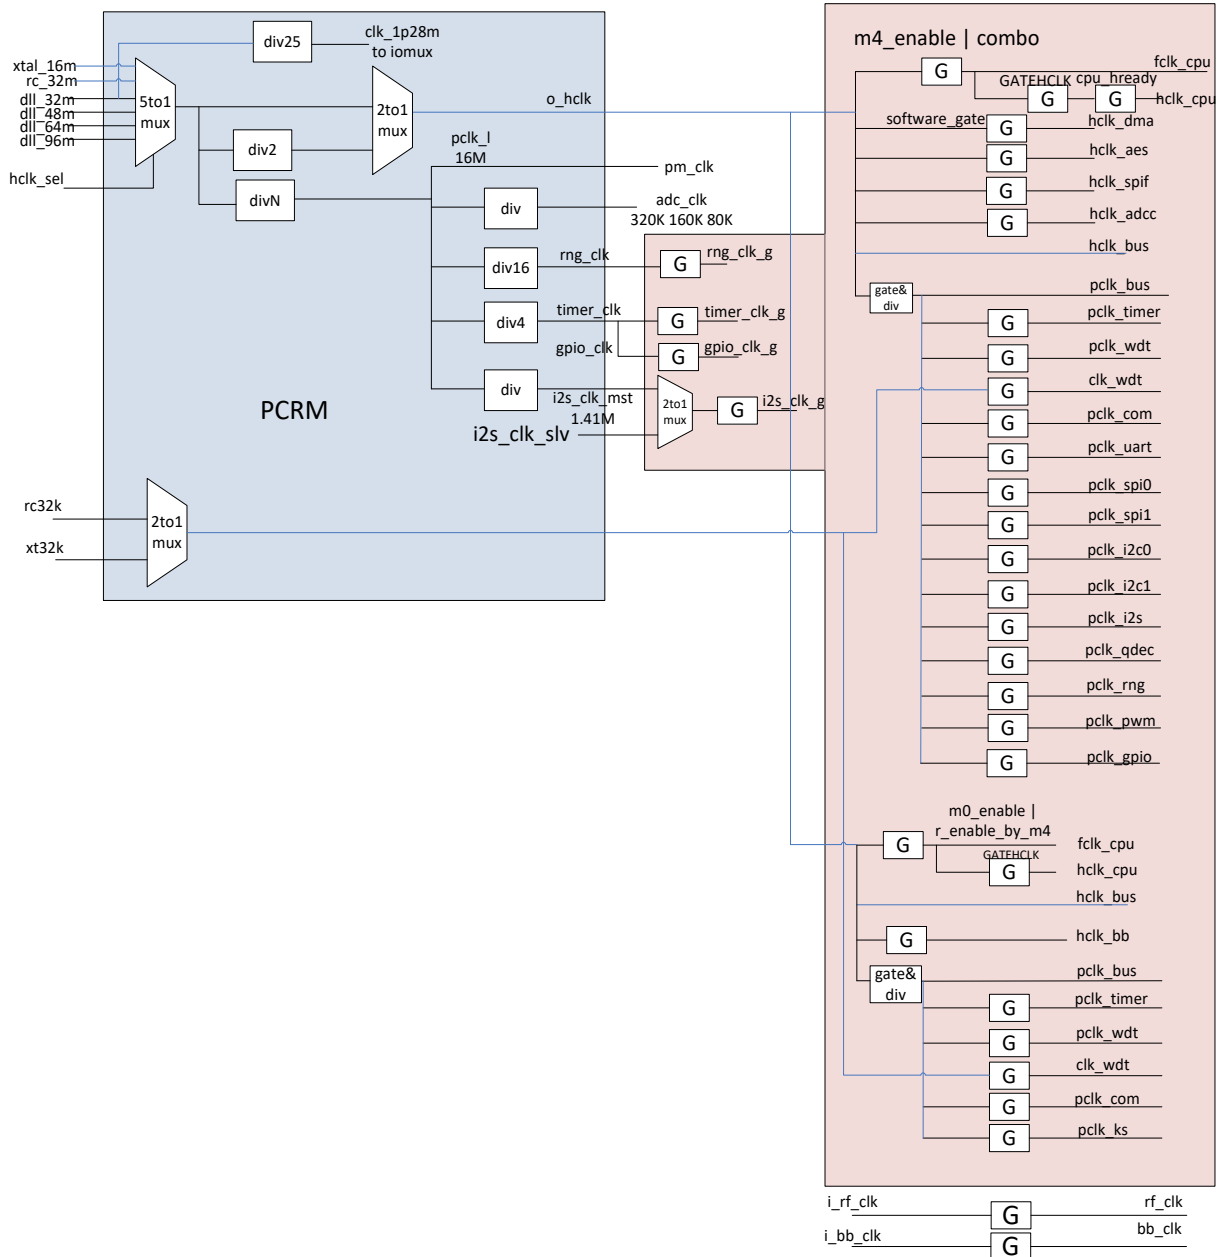 div25
clk_1p28m
to iomux
xtal_16m
rc_32m
dll_32m
dll_48m
dll_64m
dll_96m
5to1
mux
hclk_sel
2to1
mux
o_hclk
div2
divN
pclk_l
16M
pm_clk
div
adc_clk
320K 160K 80K
div16
rng_clk
G
rng_clk_g
div4
timer_clk
G
timer_clk_g
gpio_clk
G
gpio_clk_g
div
i2s_clk_mst
1.41M
i2s_clk_slv
2to1
mux
G
i2s_clk_g
PCRM
rc32k
xt32k
2to1
mux
m4_enable | combo
G
fclk_cpu
GATEHCLK
G
cpu_hready
G
hclk_cpu
software_gate
G
hclk_dma
G
hclk_aes
G
hclk_spif
G
hclk_adcc
hclk_bus
gate&
div
pclk_bus
G
pclk_timer
G
pclk_wdt
G
clk_wdt
G
pclk_com
G
pclk_uart
G
pclk_spi0
G
pclk_spi1
G
pclk_i2c0
G
pclk_i2c1
G
pclk_i2s
G
pclk_qdec
G
pclk_rng
G
pclk_pwm
G
pclk_gpio
m0_enable |
r_enable_by_m4
G
fclk_cpu
GATEHCLK
G
hclk_cpu
hclk_bus
G
hclk_bb
gate&
div
pclk_bus
G
pclk_timer
G
pclk_wdt
G
clk_wdt
G
pclk_com
G
pclk_ks
i_rf_clk
G
rf_clk
i_bb_clk
G
bb_clk